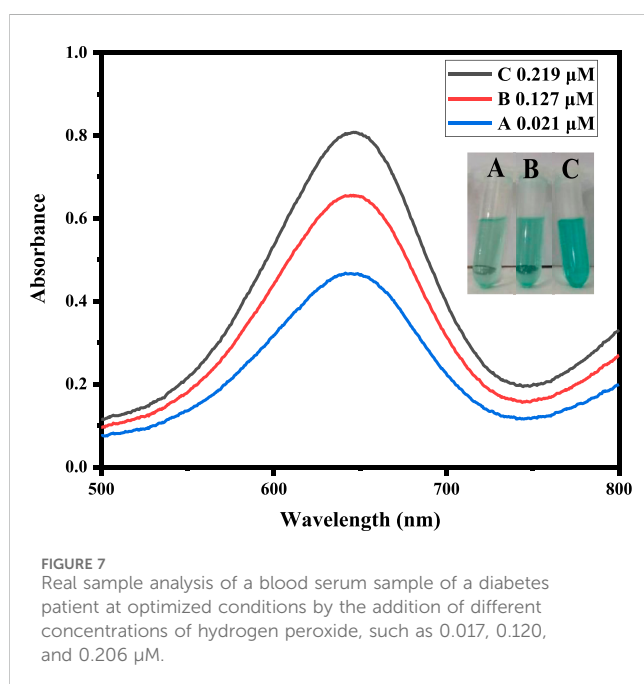 1.0
0.8
0.6
0.4
0.2
0.0
Absorbance
C 0.219 μM
B 0.127 μM
A 0.021 μM
A B C
500 600 700 800
Wavelength (nm)
FIGURE 7
Real sample analysis of a blood serum sample of a diabetes
patient at optimized conditions by the addition of different
concentrations of hydrogen peroxide, such as 0.017, 0.120,
and 0.206 μM.